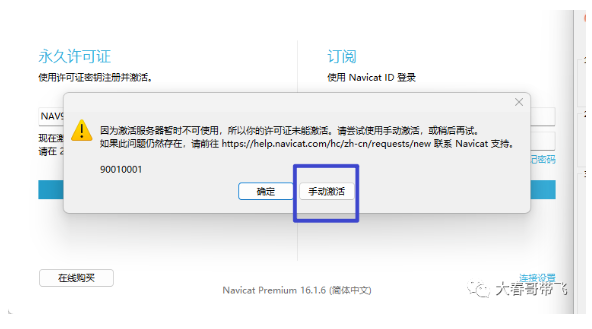 永久许可证
订阅
使用许可证密钥注册并激活。
使用 Navicat ID 登录
NAV9
因为激活服务器暂时不可使用，所以你的许可证未能激活。请尝试使用手动激活，或稍后再试。
如果此问题仍然存在，请前往 https://help.navicat.com/hc/zh-cn/requests/new 联系 Navicat 支持。
现在激
请在 2
记密码
90010001
确定
手动激活
在线购买
连接设置
Navicat Premium 16.1.6 (简体中文)
大春哥带飞